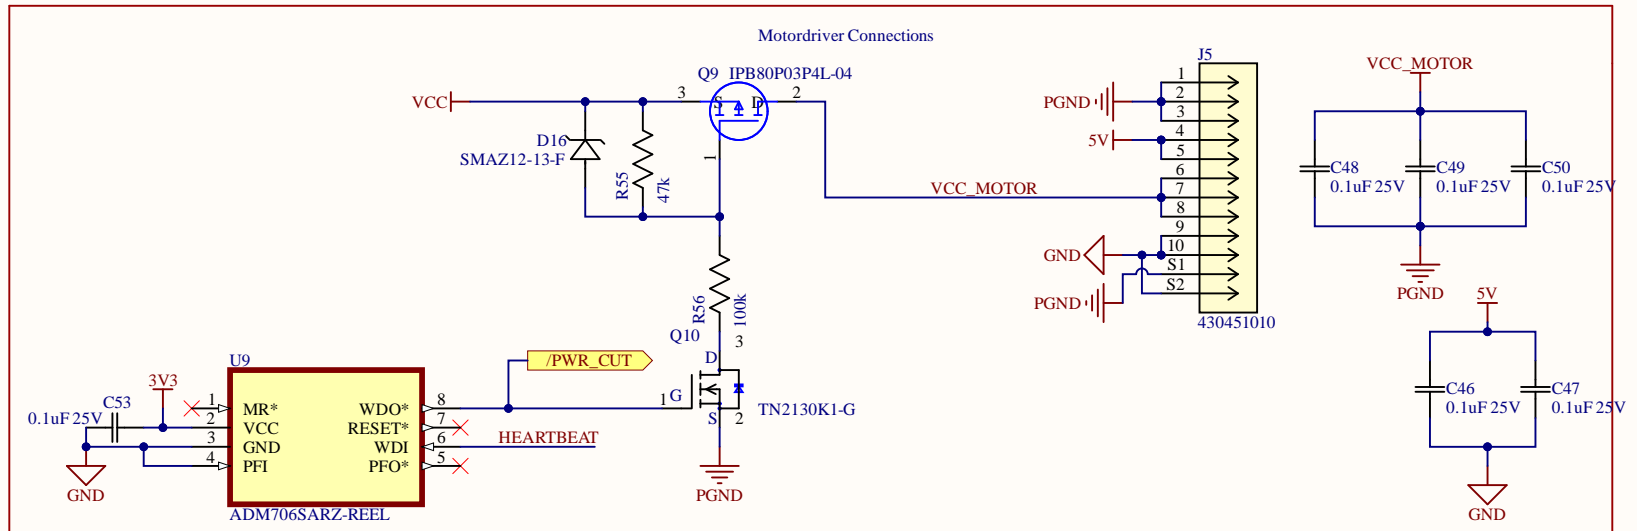 Motordriver Connections
Q9 IPB80P03P4L-04
VCC
3
S
D
2
1
D16
SMAZ12-13-F
R55
47k
VCC_MOTOR
R56
100k
Q10
3
D
G
1
S
2
TN2130K1-G
PGND
/PWR_CUT
HEARTBEAT
U9
3V3
C53
0.1uF 25V
GND
1 MR*
2 VCC
3 GND
4 PFI
WDO* 8
RESET* 7
WDI 6
PFO* 5
ADM706SARZ-REEL
J5
PGND
5V
GND
PGND
1
2
3
4
5
6
7
8
9
10
S1
S2
430451010
VCC_MOTOR
C48
0.1uF 25V
C49
0.1uF 25V
C50
0.1uF 25V
PGND
5V
C46
0.1uF 25V
C47
0.1uF 25V
GND